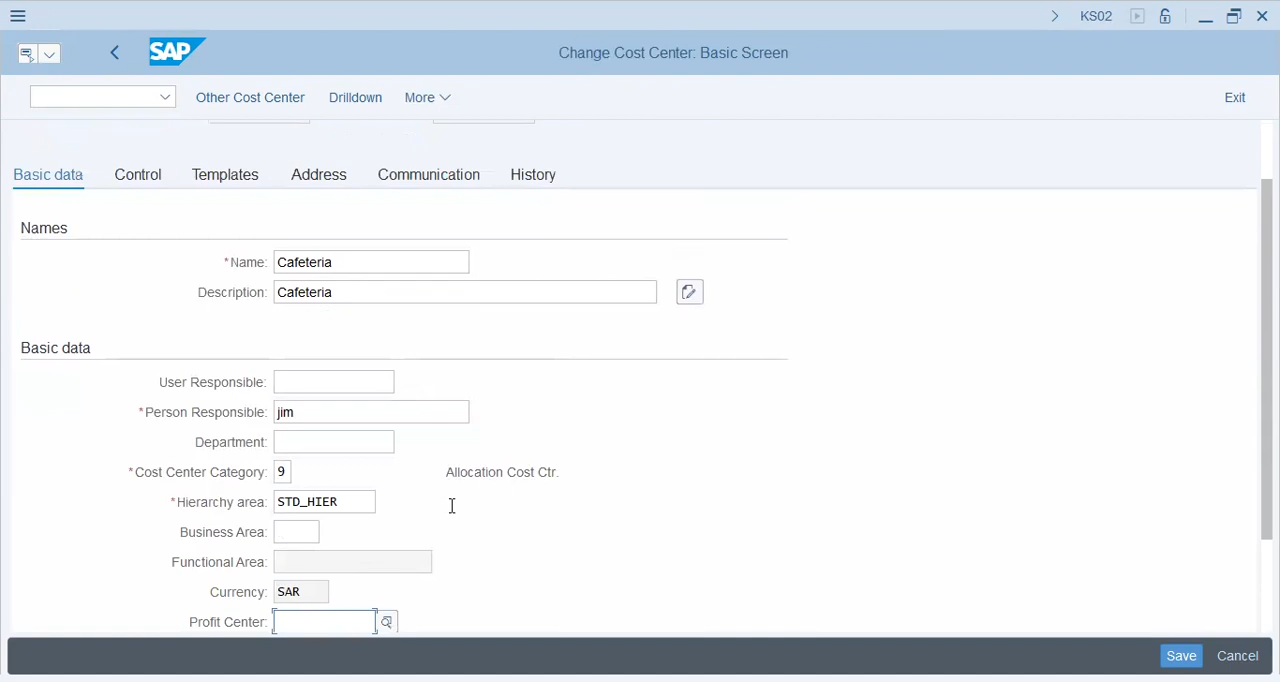 KS02
SAP Change Cost Center: Basic Screen
Other Cost Center Drilldown More Exit
Basic data Control Templates Address Communication History
Names
*Name: Cafeteria
Description: Cafeteria
Basic data
User Responsible:
*Person Responsible: jim
Department:
*Cost Center Category: 9 Allocation Cost Ctr.
*Hierarchy area: STD_HIER
Business Area:
Functional Area:
Currency: SAR
Profit Center:
Save Cancel